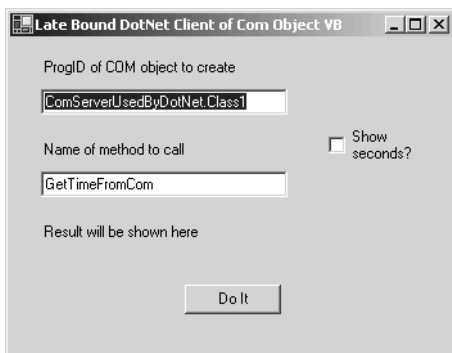 Late Bound DotNet Client of Com Object VB
ProgID of COM object to create
ComServerUsedByDotNet.Class1
Name of method to call
Show
seconds?
GetTimeFromCom
Result will be shown here
Do It